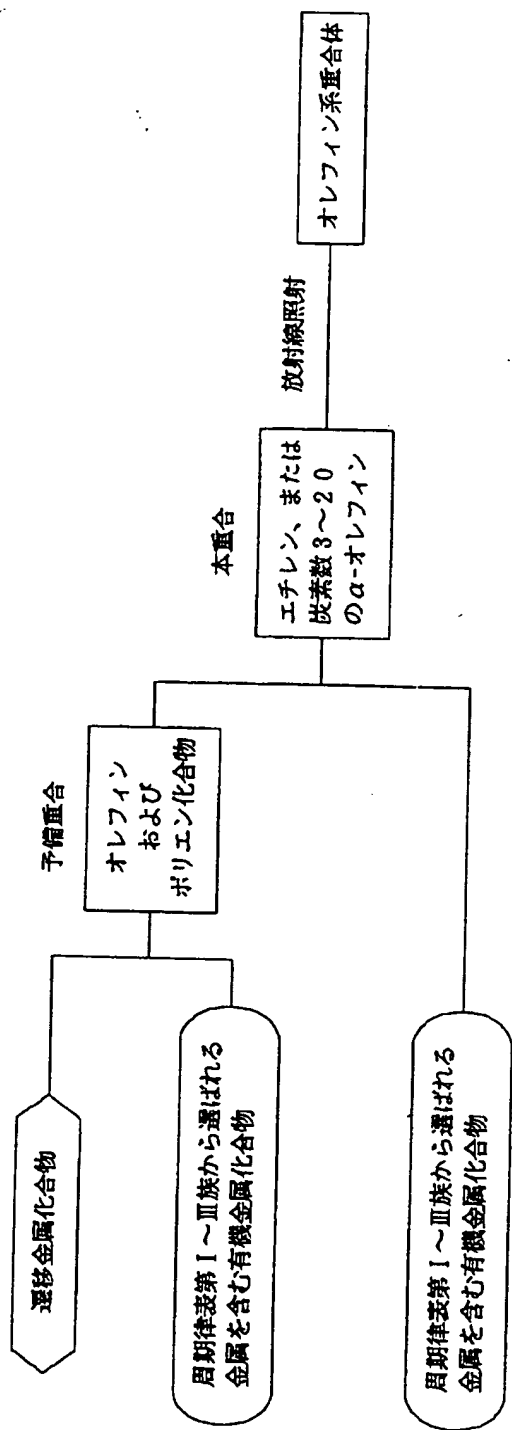 遷移金属化合物
周期律表第Ⅰ～Ⅲ族から選ばれる
金属を含む有機金属化合物
予備重合
オレフィン
および
ポリエン化合物
周期律表第Ⅰ～Ⅲ族から選ばれる
金属を含む有機金属化合物
本重合
エチレン、または
炭素数3～20
のα-オレフィン
放射線照射
オレフィン系重合体